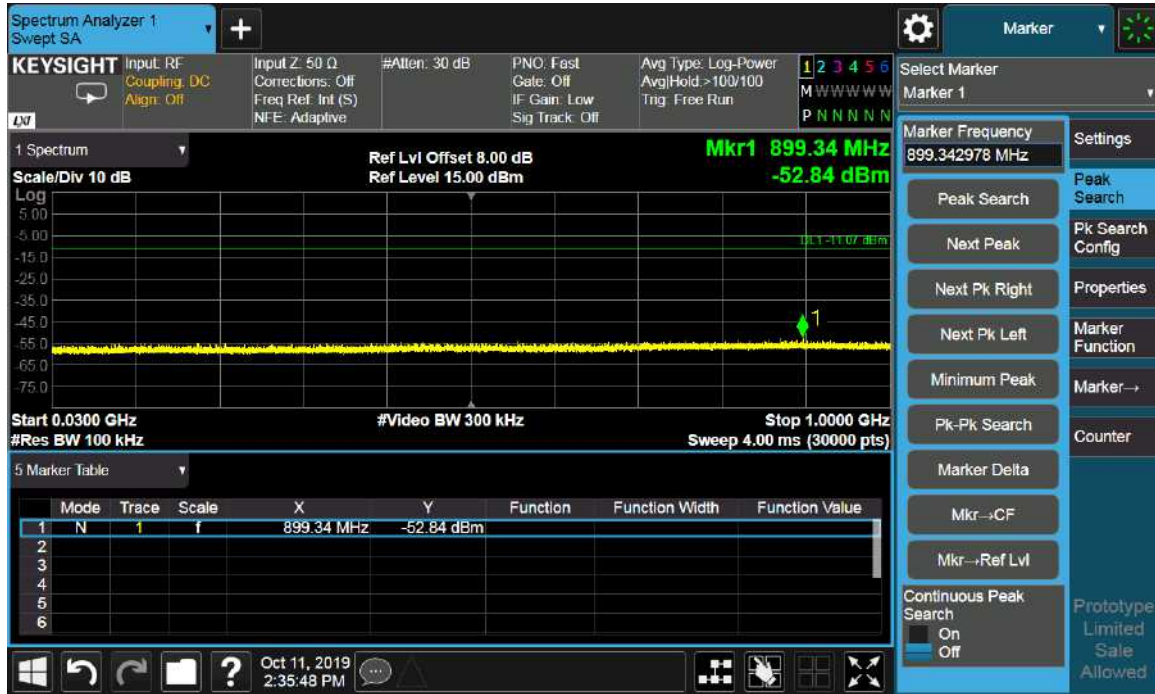 Spectrum Analyzer 1
Swept SA
+
Marker
KEYSIGHT
Input: RF
Coupling: DC
Align: Off
Input Z: 50 Ω
Corrections: Off
Freq Ref: Int (S)
NFE: Adaptive
#Atten: 30 dB
PNO: Fast
Gate: Off
IF Gain: Low
Sig Track: Off
Avg Type: Log-Power
Avg|Hold:>100/100
Trig: Free Run
1 2 3 4 5 6
M W W W W W
P N N N N N
LXI
Select Marker
Marker 1
1 Spectrum
Scale/Div 10 dB
Ref Lvl Offset 8.00 dB
Ref Level 15.00 dBm
Mkr1 899.34 MHz
-52.84 dBm
Log
5.00
-5.00
-15.0
-25.0
-35.0
-45.0
-55.0
-65.0
-75.0
DL1 -11.07 dBm
1
Start 0.0300 GHz
#Res BW 100 kHz
#Video BW 300 kHz
Stop 1.0000 GHz
Sweep 4.00 ms (30000 pts)
5 Marker Table
Mode Trace Scale X Y Function Function Width Function Value
1 N 1 f 899.34 MHz -52.84 dBm
2
3
4
5
6
Marker Frequency
899.342978 MHz
Peak Search
Next Peak
Next Pk Right
Next Pk Left
Minimum Peak
Pk-Pk Search
Marker Delta
Mkr→CF
Mkr→Ref Lvl
Continuous Peak
Search
On
Off
Settings
Peak
Search
Pk Search
Config
Properties
Marker
Function
Marker→
Counter
Prototype
Limited
Sale
Allowed
?
Oct 11, 2019
2:35:48 PM